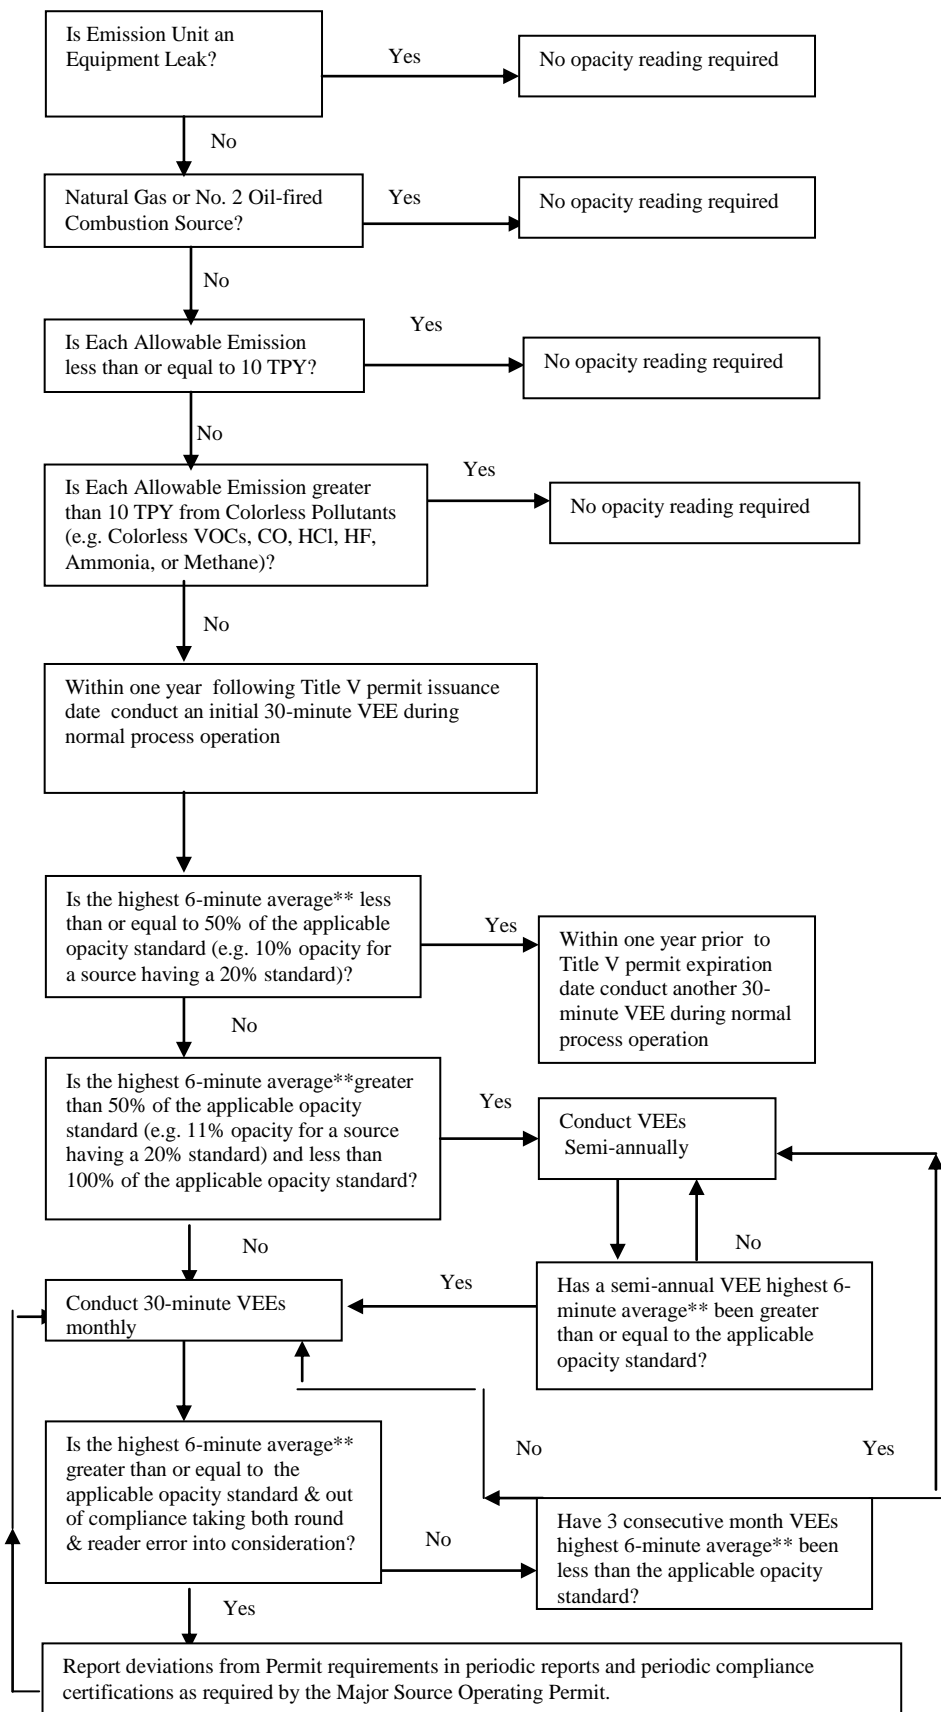 Is Emission Unit an
Equipment Leak?
Yes
No opacity reading required
No
Natural Gas or No. 2 Oil-fired
Combustion Source?
Yes
No opacity reading required
No
Is Each Allowable Emission
less than or equal to 10 TPY?
Yes
No opacity reading required
No
Is Each Allowable Emission greater
than 10 TPY from Colorless Pollutants
(e.g. Colorless VOCs, CO, HCl, HF,
Ammonia, or Methane)?
Yes
No opacity reading required
No
Within one year following Title V permit issuance
date conduct an initial 30-minute VEE during
normal process operation
Is the highest 6-minute average** less
than or equal to 50% of the applicable
opacity standard (e.g. 10% opacity for
a source having a 20% standard)?
Yes
Within one year prior to
Title V permit expiration
date conduct another 30-
minute VEE during normal
process operation
No
Is the highest 6-minute average**greater
than 50% of the applicable opacity
standard (e.g. 11% opacity for a source
having a 20% standard) and less than
100% of the applicable opacity standard?
Yes
Conduct VEEs
Semi-annually
No
No
Has a semi-annual VEE highest 6-
minute average** been greater
than or equal to the applicable
opacity standard?
Yes
Conduct 30-minute VEEs
monthly
Is the highest 6-minute average**
greater than or equal to the
applicable opacity standard & out
of compliance taking both round
& reader error into consideration?
No
No
Yes
Have 3 consecutive month VEEs
highest 6-minute average** been
less than the applicable opacity
standard?
Yes
Report deviations from Permit requirements in periodic reports and periodic compliance
certifications as required by the Major Source Operating Permit.